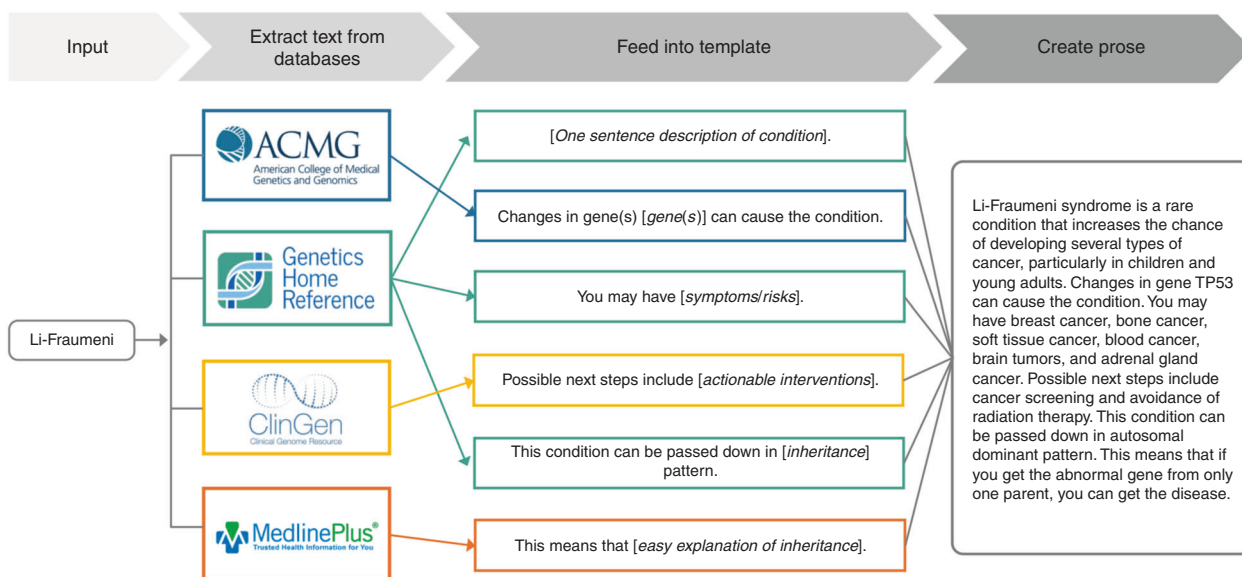 Input
Extract text from
databases
Feed into template
Create prose
Li-Fraumeni
ACMG
American College of Medical
Genetics and Genomics
Genetics
Home
Reference
ClinGen
Clinical Genome Resource
MedlinePlus®
Trusted Health Information for You
[One sentence description of condition].
Changes in gene(s) [gene(s)] can cause the condition.
You may have [symptoms/risks].
Possible next steps include [actionable interventions].
This condition can be passed down in [inheritance]
pattern.
This means that [easy explanation of inheritance].
Li-Fraumeni syndrome is a rare
condition that increases the chance
of developing several types of
cancer, particularly in children and
young adults. Changes in gene TP53
can cause the condition. You may
have breast cancer, bone cancer,
soft tissue cancer, blood cancer,
brain tumors, and adrenal gland
cancer. Possible next steps include
cancer screening and avoidance of
radiation therapy. This condition can
be passed down in autosomal
dominant pattern. This means that if
you get the abnormal gene from only
one parent, you can get the disease.